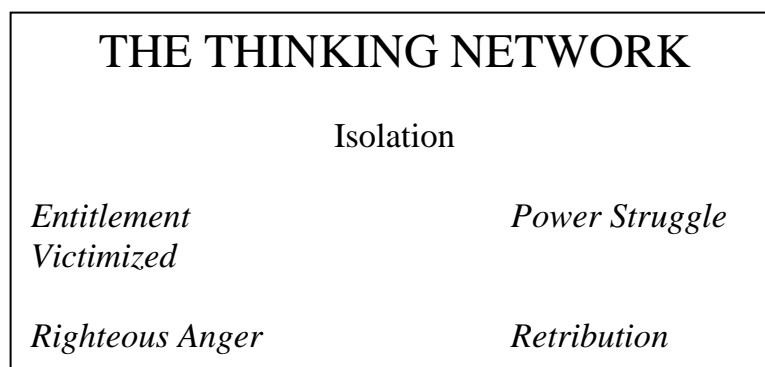 THE THINKING NETWORK
Isolation
Entitlement Power Struggle
Victimized
Righteous Anger Retribution